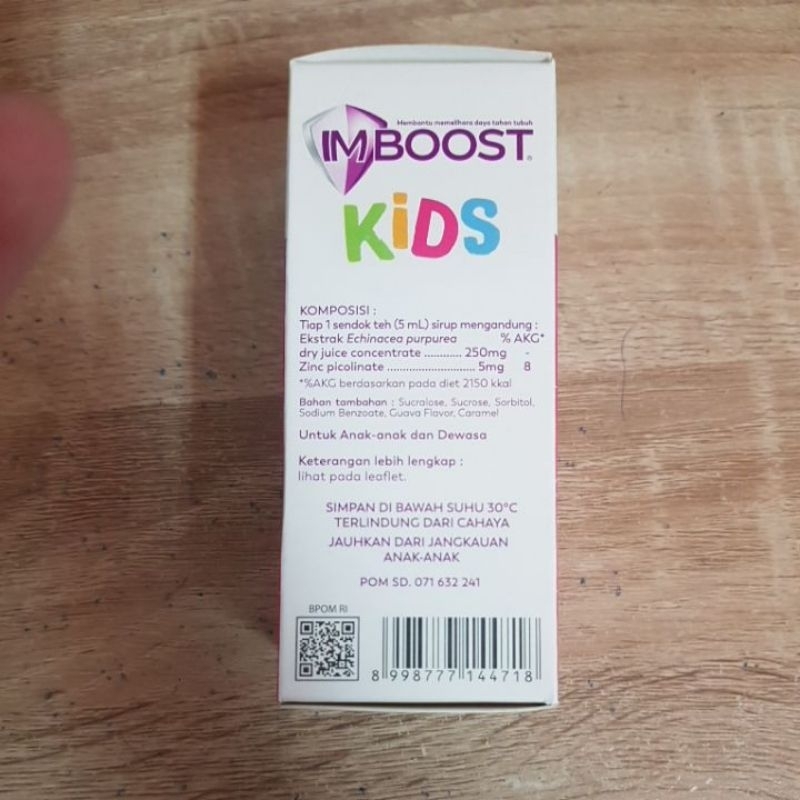 Membantu memelihara daya tahan tubuh
IMBOOST®
KiDS
KOMPOSISI :
Tiap 1 sendok teh (5 mL) sirup mengandung :
Ekstrak Echinacea purpurea % AKG*
dry juice concentrate ............ 250mg -
Zinc picolinate ............................ 5mg 8
*%AKG berdasarkan pada diet 2150 kkal
Bahan tambahan : Sucralose, Sucrose, Sorbitol,
Sodium Benzoate, Guava Flavor, Caramel
Untuk Anak-anak dan Dewasa
Keterangan lebih lengkap :
lihat pada leaflet.
SIMPAN DI BAWAH SUHU 30°C
TERLINDUNG DARI CAHAYA
JAUHKAN DARI JANGKAUAN
ANAK-ANAK
POM SD. 071 632 241
BPOM RI
8 998777 144718